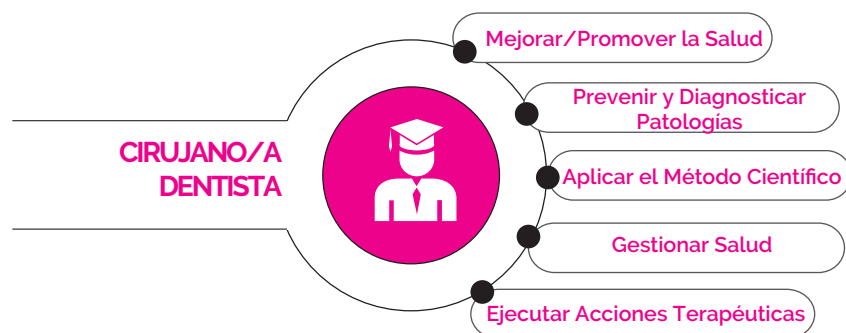 CIRUJANO/A
DENTISTA
Mejorar/Promover la Salud
Prevenir y Diagnosticar
Patologías
Aplicar el Método Científico
Gestionar Salud
Ejecutar Acciones Terapéuticas